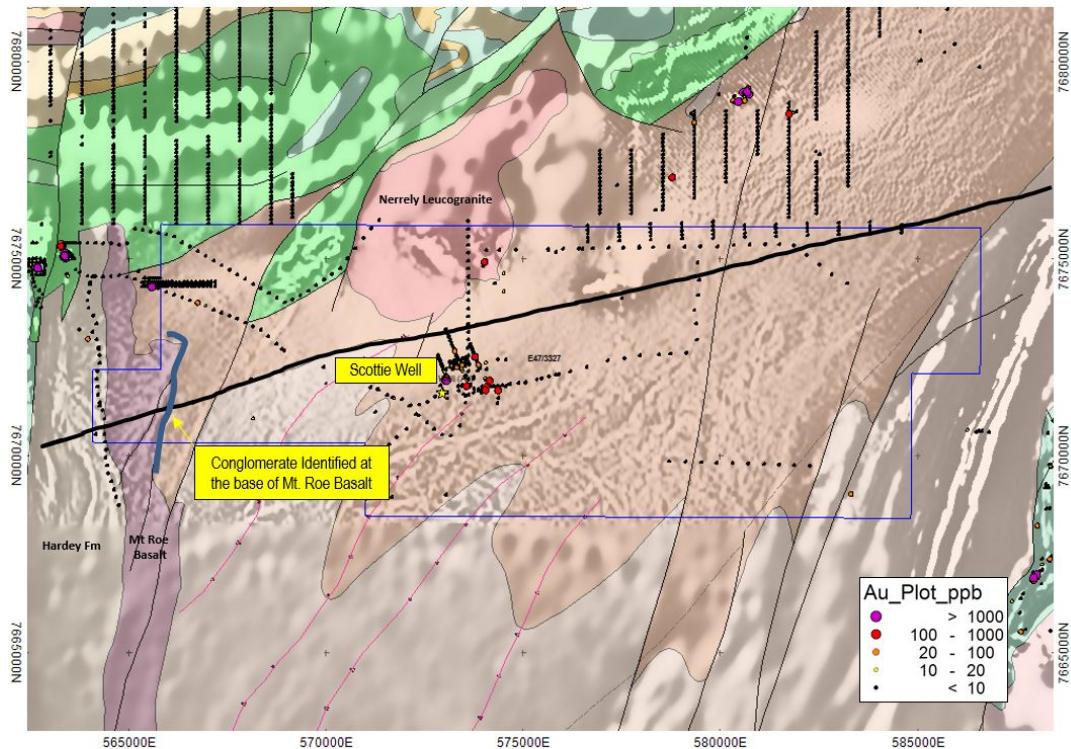 7680000N
7680000N
Nerrely Leucogranite
7675000N
7675000N
Scottie Well
E47/3327
7670000N
7670000N
Conglomerate Identified at
the base of Mt. Roe Basalt
Hardey Fm
Mt Roe
Basalt
Au_Plot_ppb
> 1000
100 - 1000
20 - 100
10 - 20
< 10
7665000N
7665000N
565000E
570000E
575000E
580000E
585000E